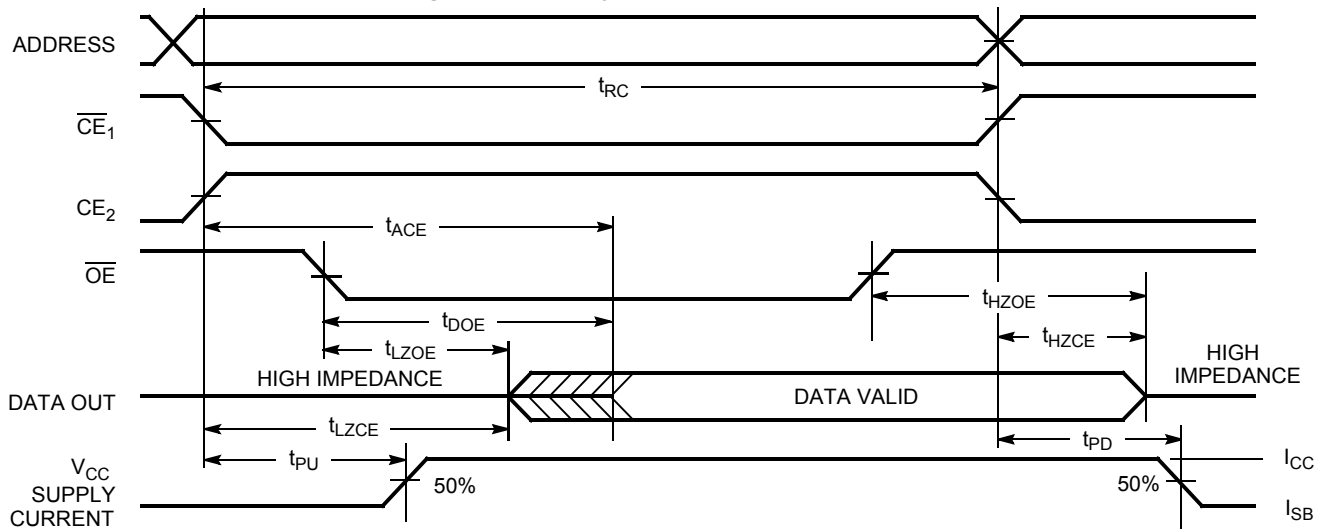 ADDRESS
tRC
CE1
CE2
tACE
OE
tHZOE
tDOE
tHZCE
tLZOE
HIGH IMPEDANCE
HIGH
IMPEDANCE
DATA OUT
DATA VALID
tLZCE
tPD
tPU
VCC
SUPPLY
CURRENT
50%
50%
ICC
ISB